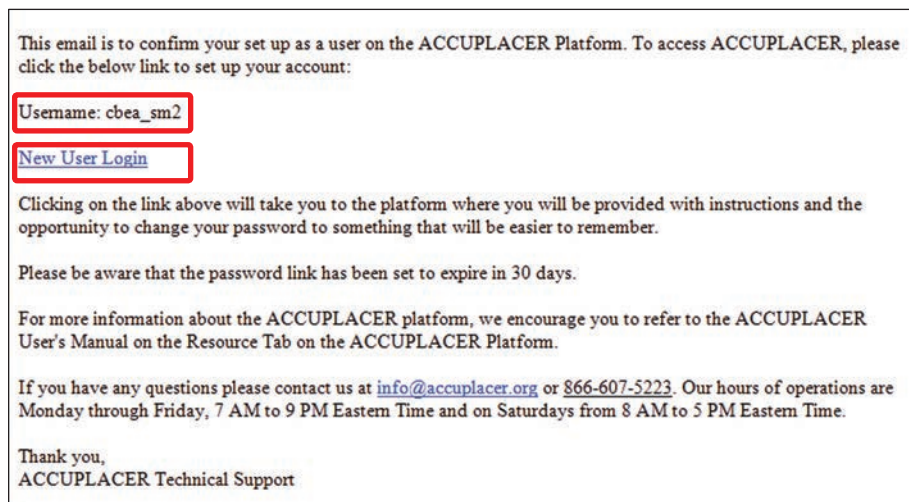 This email is to confirm your set up as a user on the ACCUPLACER Platform. To access ACCUPLACER, please
click the below link to set up your account:
Username: cbea_sm2
New User Login
Clicking on the link above will take you to the platform where you will be provided with instructions and the
opportunity to change your password to something that will be easier to remember.
Please be aware that the password link has been set to expire in 30 days.
For more information about the ACCUPLACER platform, we encourage you to refer to the ACCUPLACER
User's Manual on the Resource Tab on the ACCUPLACER Platform.
If you have any questions please contact us at info@accuplacer.org or 866-607-5223. Our hours of operations are
Monday through Friday, 7 AM to 9 PM Eastern Time and on Saturdays from 8 AM to 5 PM Eastern Time.
Thank you,
ACCUPLACER Technical Support